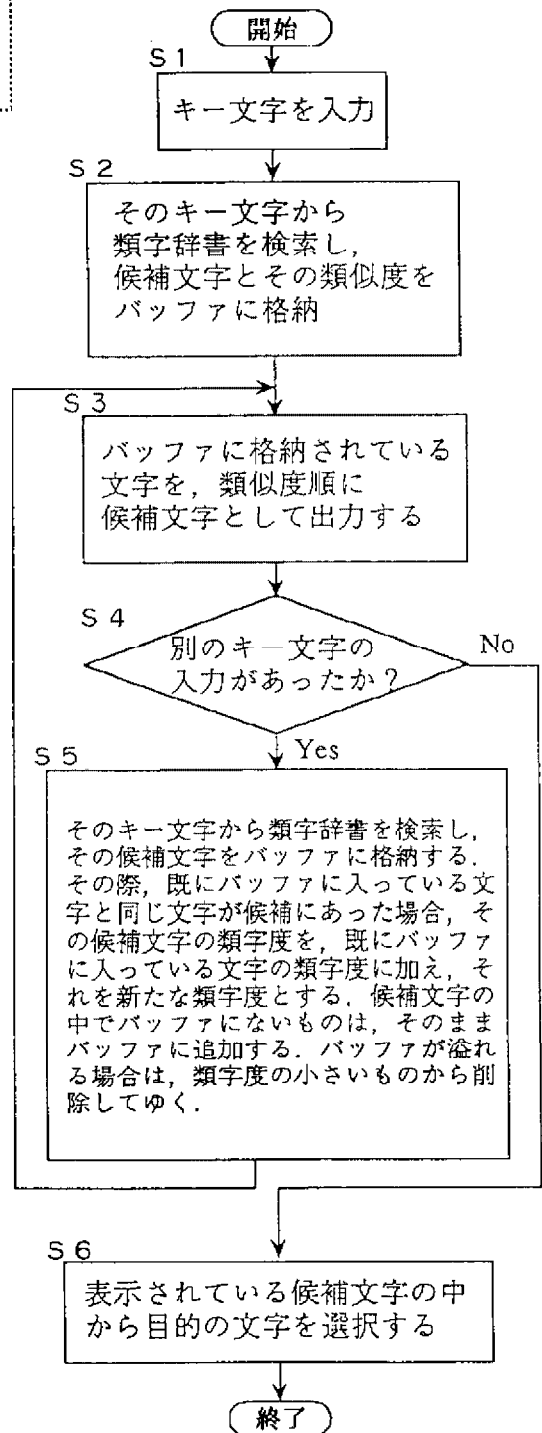 開始
S1
キー文字を入力
S2
そのキー文字から
類字辞書を検索し,
候補文字とその類似度を
バッファに格納
S3
バッファに格納されている
文字を, 類似度順に
候補文字として出力する
S4
別のキー文字の
入力があったか?
No
Yes
S5
そのキー文字から類字辞書を検索し,
その候補文字をバッファに格納する.
その際, 既にバッファに入っている文
字と同じ文字が候補にあった場合, そ
の候補文字の類字度を, 既にバッファ
に入っている文字の類字度に加え, そ
れを新たな類字度とする. 候補文字の
中でバッファにないものは, そのまま
バッファに追加する. バッファが溢れ
る場合は, 類字度の小さいものから削
除してゆく.
S6
表示されている候補文字の中
から目的の文字を選択する
終了